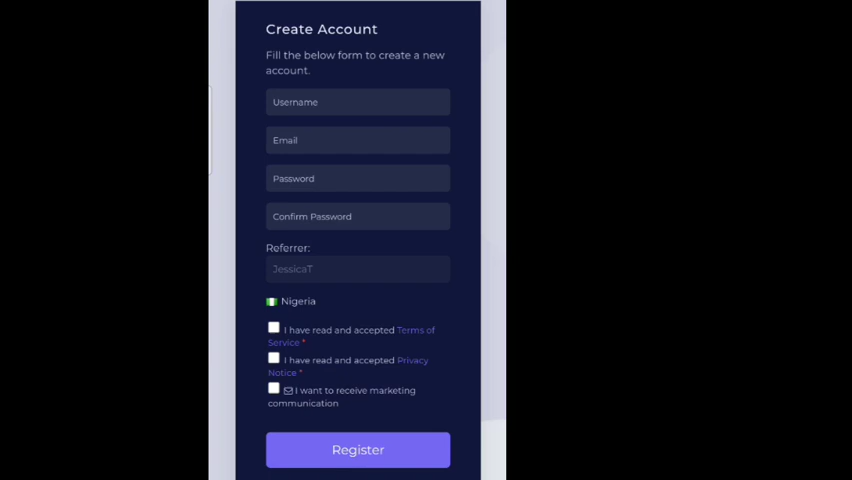 Create Account
Fill the below form to create a new
account.
Username
Email
Password
Confirm Password
Referrer:
JessicaT
Nigeria
I have read and accepted Terms of
Service *
I have read and accepted Privacy
Notice *
I want to receive marketing
communication
Register